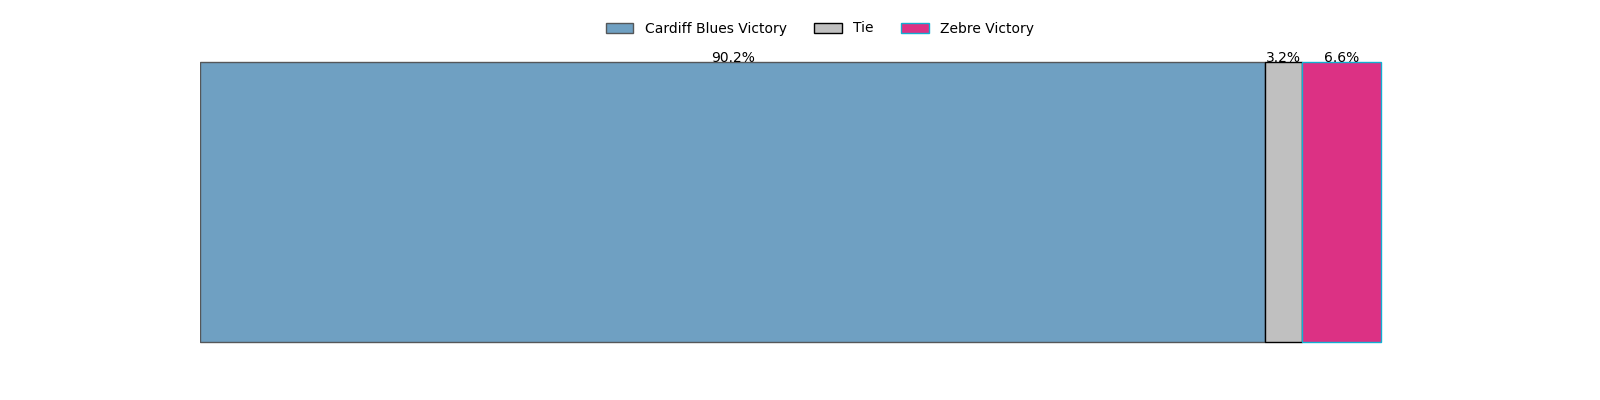 Cardiff Blues Victory Tie Zebre Victory
90.2% 3.2% 6.6%